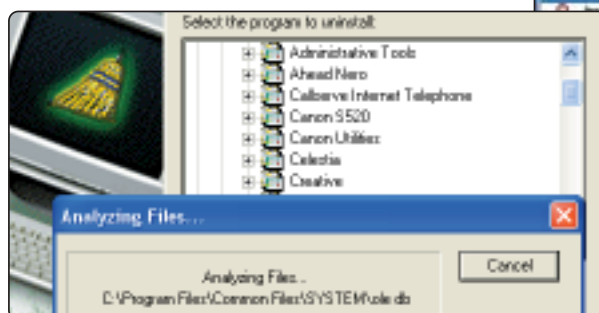 Select the program to uninstall:
Administrative Tools
Ahead Nero
Callserve Internet Telephone
Canon S520
Canon Utilities
Celestia
Creative
Analyzing Files...
Cancel
Analyzing Files...
C:\Program Files\Common Files\SYSTEM\ole db